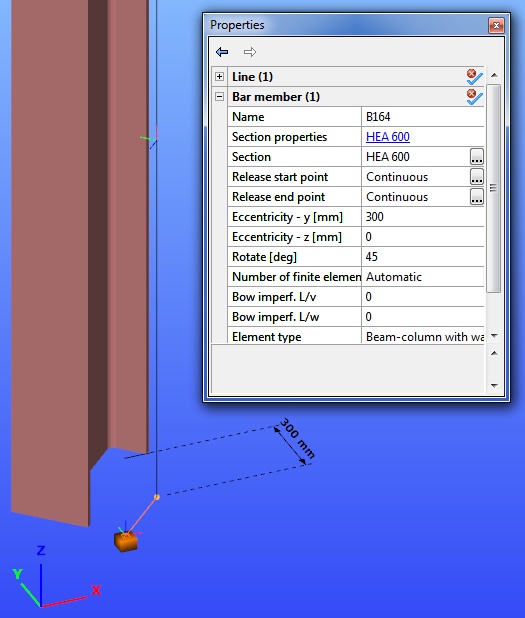 Properties
Line (1)
Bar member (1)
Name B164
Section properties HEA 600
Section HEA 600 ...
Release start point Continuous ...
Release end point Continuous ...
Eccentricity - y [mm] 300
Eccentricity - z [mm] 0
Rotate [deg] 45
Number of finite elemen Automatic
Bow imperf. L/v 0
Bow imperf. L/w 0
Element type Beam-column with wa
300 mm
Z
Y
X